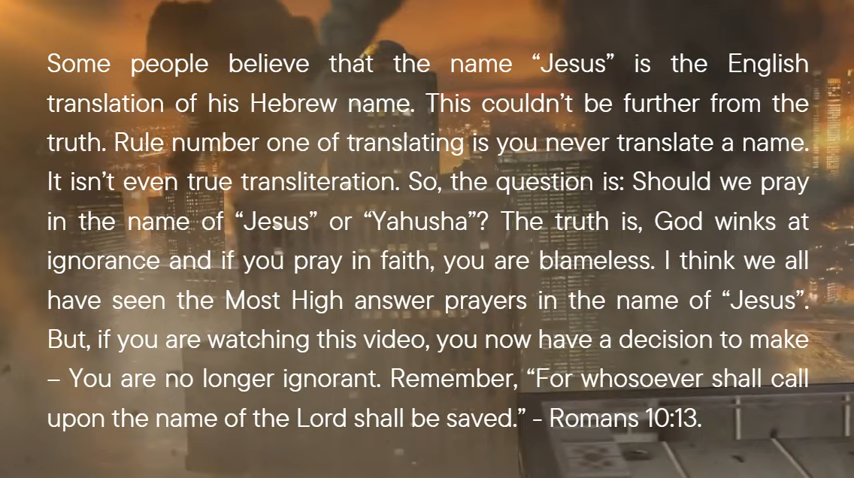 Some people believe that the name “Jesus” is the English
translation of his Hebrew name. This couldn’t be further from the
truth. Rule number one of translating is you never translate a name.
It isn’t even true transliteration. So, the question is: Should we pray
in the name of “Jesus” or “Yahusha”? The truth is, God winks at
ignorance and if you pray in faith, you are blameless. I think we all
have seen the Most High answer prayers in the name of “Jesus”.
But, if you are watching this video, you now have a decision to make
– You are no longer ignorant. Remember, “For whosoever shall call
upon the name of the Lord shall be saved.” - Romans 10:13.